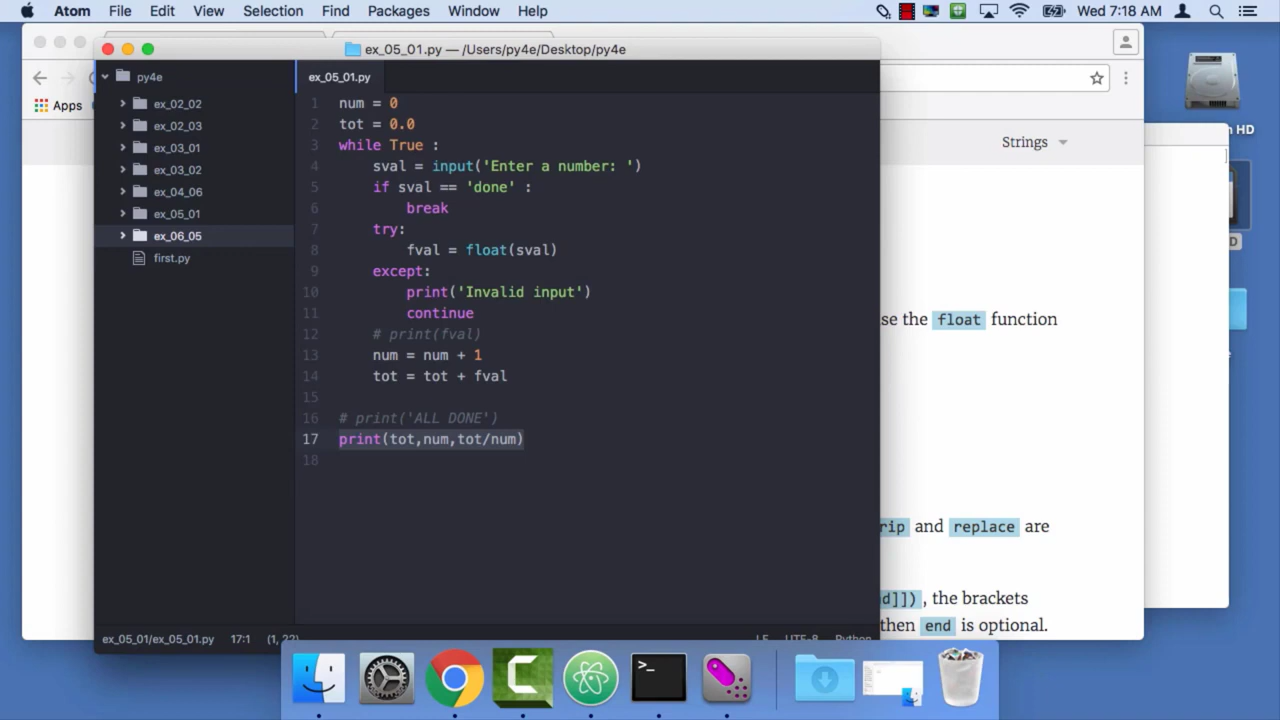 Atom File Edit View Selection Find Packages Window Help Wed 7:18 AM
ex_05_01.py — /Users/py4e/Desktop/py4e
py4e
ex_02_02
ex_02_03
ex_03_01
ex_03_02
ex_04_06
ex_05_01
ex_06_05
first.py
ex_05_01.py
1 num = 0
2 tot = 0.0
3 while True :
4 sval = input('Enter a number: ')
5 if sval == 'done' :
6 break
7 try:
8 fval = float(sval)
9 except:
10 print('Invalid input')
11 continue
12 # print(fval)
13 num = num + 1
14 tot = tot + fval
15
16 # print('ALL DONE')
17 print(tot,num,tot/num)
18
ex_05_01/ex_05_01.py 17:1 (1, 22) LF UTF-8 Python
Apps
Strings
se the float function
rip and replace are
d]]), the brackets
then end is optional.
HD
D